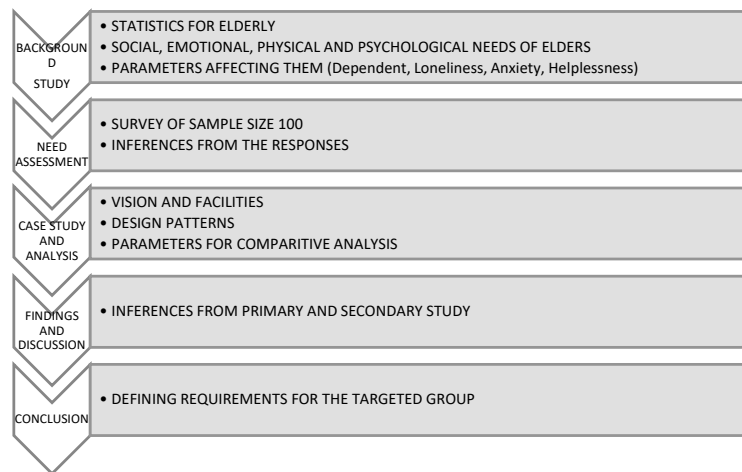 BACKGROUN
D
STUDY
• STATISTICS FOR ELDERLY
• SOCIAL, EMOTIONAL, PHYSICAL AND PSYCHOLOGICAL NEEDS OF ELDERS
• PARAMETERS AFFECTING THEM (Dependent, Loneliness, Anxiety, Helplessness)
NEED
ASSESSMENT
• SURVEY OF SAMPLE SIZE 100
• INFERENCES FROM THE RESPONSES
CASE STUDY
AND
ANALYSIS
• VISION AND FACILITIES
• DESIGN PATTERNS
• PARAMETERS FOR COMPARITIVE ANALYSIS
FINDINGS
AND
DISCUSSION
• INFERENCES FROM PRIMARY AND SECONDARY STUDY
CONCLUSION
• DEFINING REQUIREMENTS FOR THE TARGETED GROUP